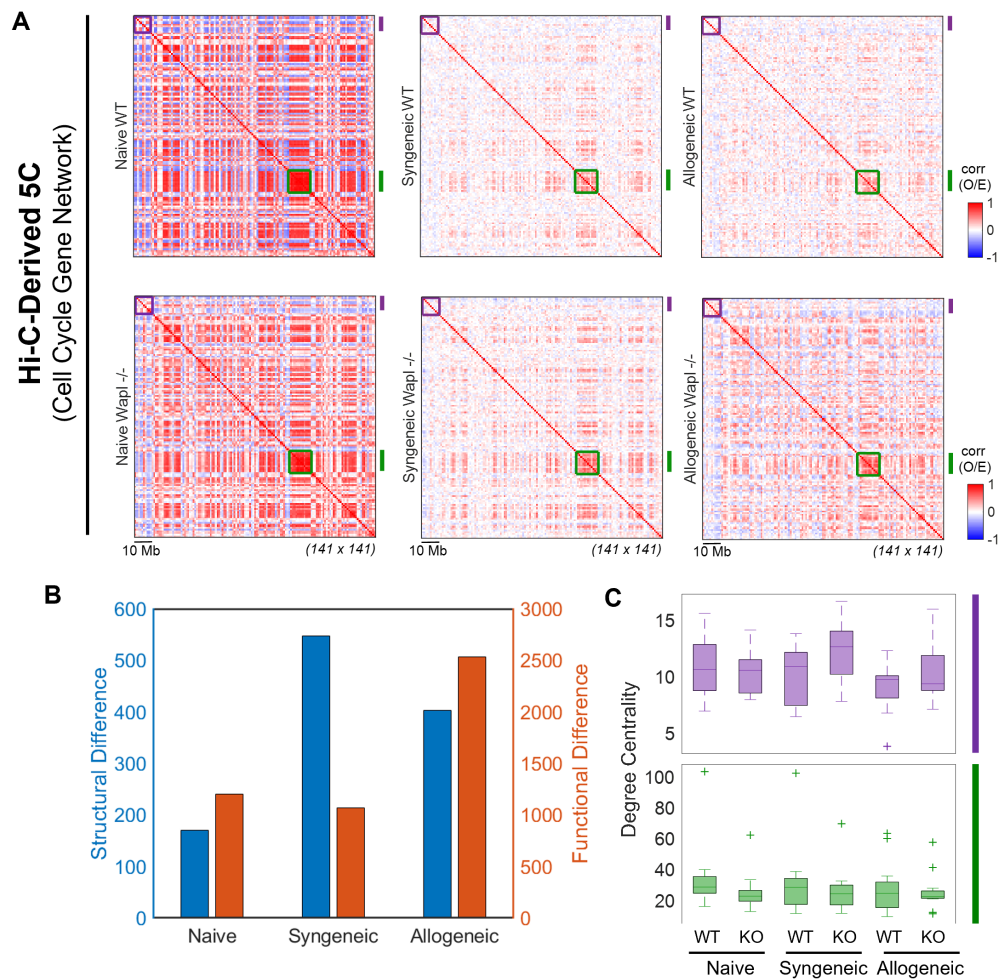 A
Hi-C-Derived 5C
(Cell Cycle Gene Network)
Naive WT
Syngeneic WT
Allogeneic WT
corr
(O/E)
1
0
-1
Naive Wapl -/-
Syngeneic Wapl -/-
Allogeneic Wapl -/-
corr
(O/E)
1
0
-1
10 Mb
(141 x 141)
10 Mb
(141 x 141)
10 Mb
(141 x 141)
B
Structural Difference
600
500
400
300
200
100
0
Functional Difference
3000
2500
2000
1500
1000
500
0
Naive
Syngeneic
Allogeneic
C
Degree Centrality
15
10
5
100
80
60
40
20
WT KO WT KO WT KO
Naive Syngeneic Allogeneic